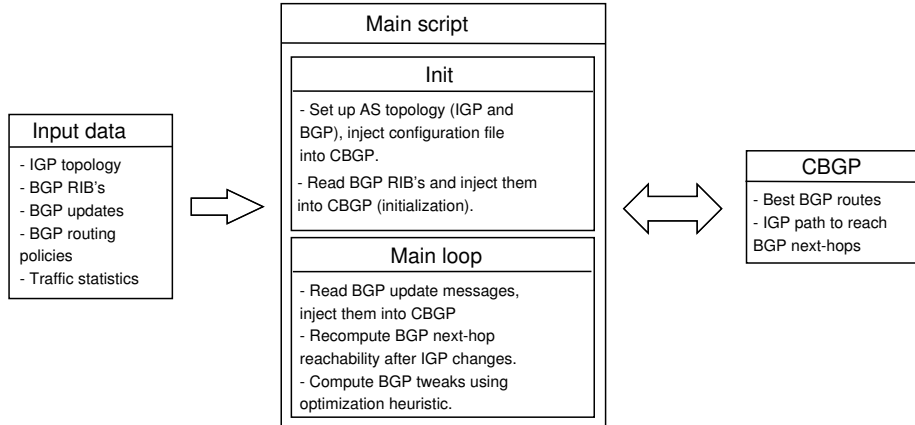 Input data
- IGP topology
- BGP RIB's
- BGP updates
- BGP routing
policies
- Traffic statistics
Main script
Init
- Set up AS topology (IGP and
BGP), inject configuration file
into CBGP.
- Read BGP RIB's and inject them
into CBGP (initialization).
Main loop
- Read BGP update messages,
inject them into CBGP
- Recompute BGP next-hop
reachability after IGP changes.
- Compute BGP tweaks using
optimization heuristic.
CBGP
- Best BGP routes
- IGP path to reach
BGP next-hops